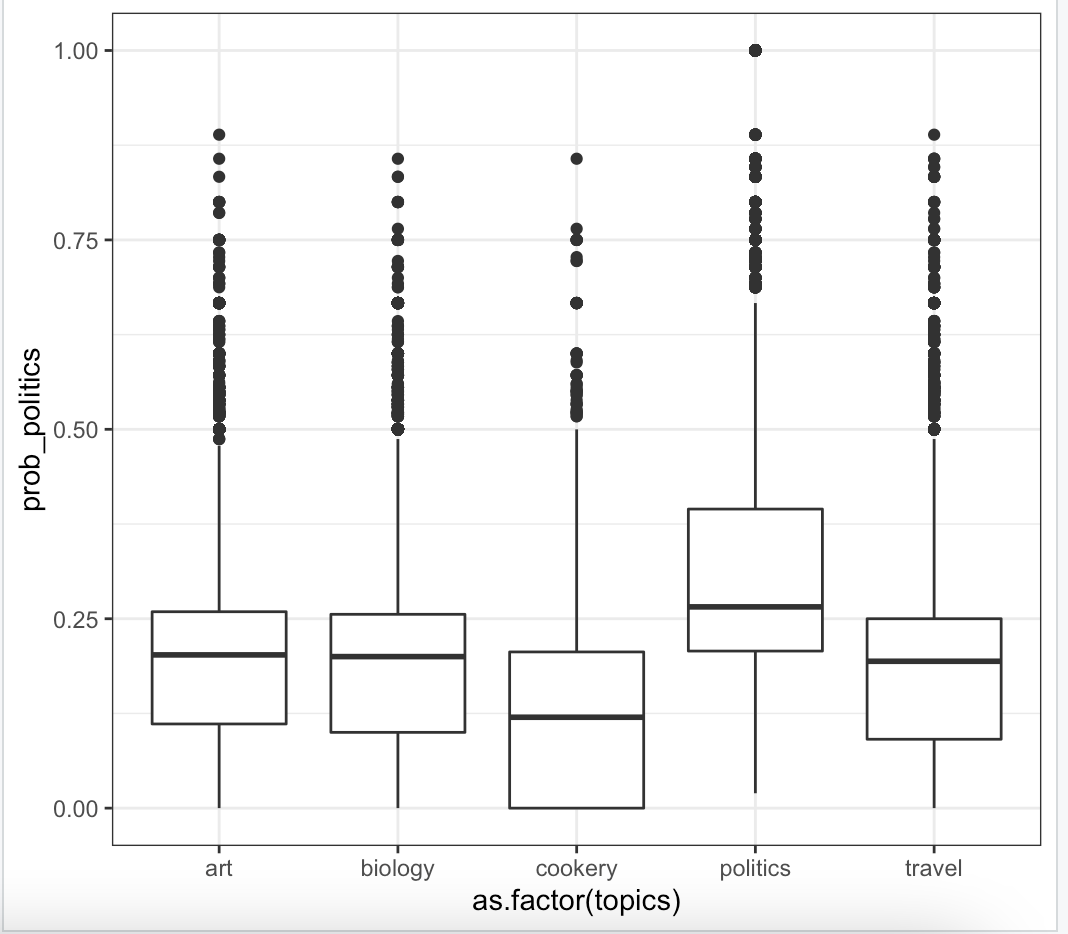 1.00
0.75
0.50
0.25
0.00
prob_politics
art biology cookery politics travel
as.factor(topics)